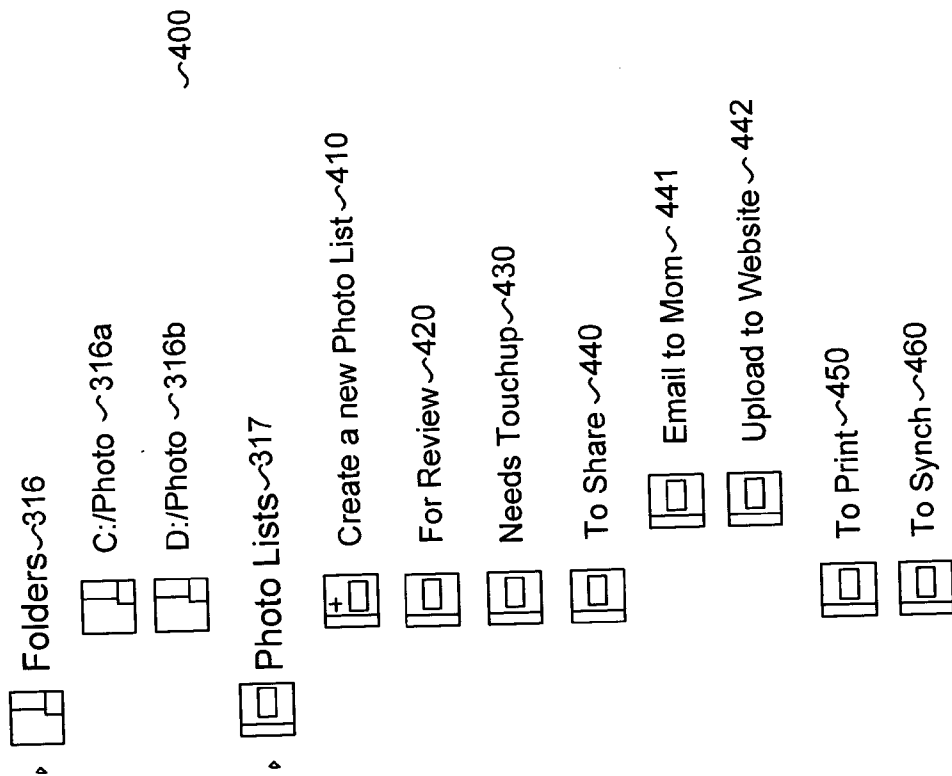 Folders~316
C:/Photo ~316a
D:/Photo ~316b
~400
Photo Lists~317
Create a new Photo List~410
For Review~420
Needs Touchup~430
To Share~440
Email to Mom~441
Upload to Website~442
To Print~450
To Synch~460